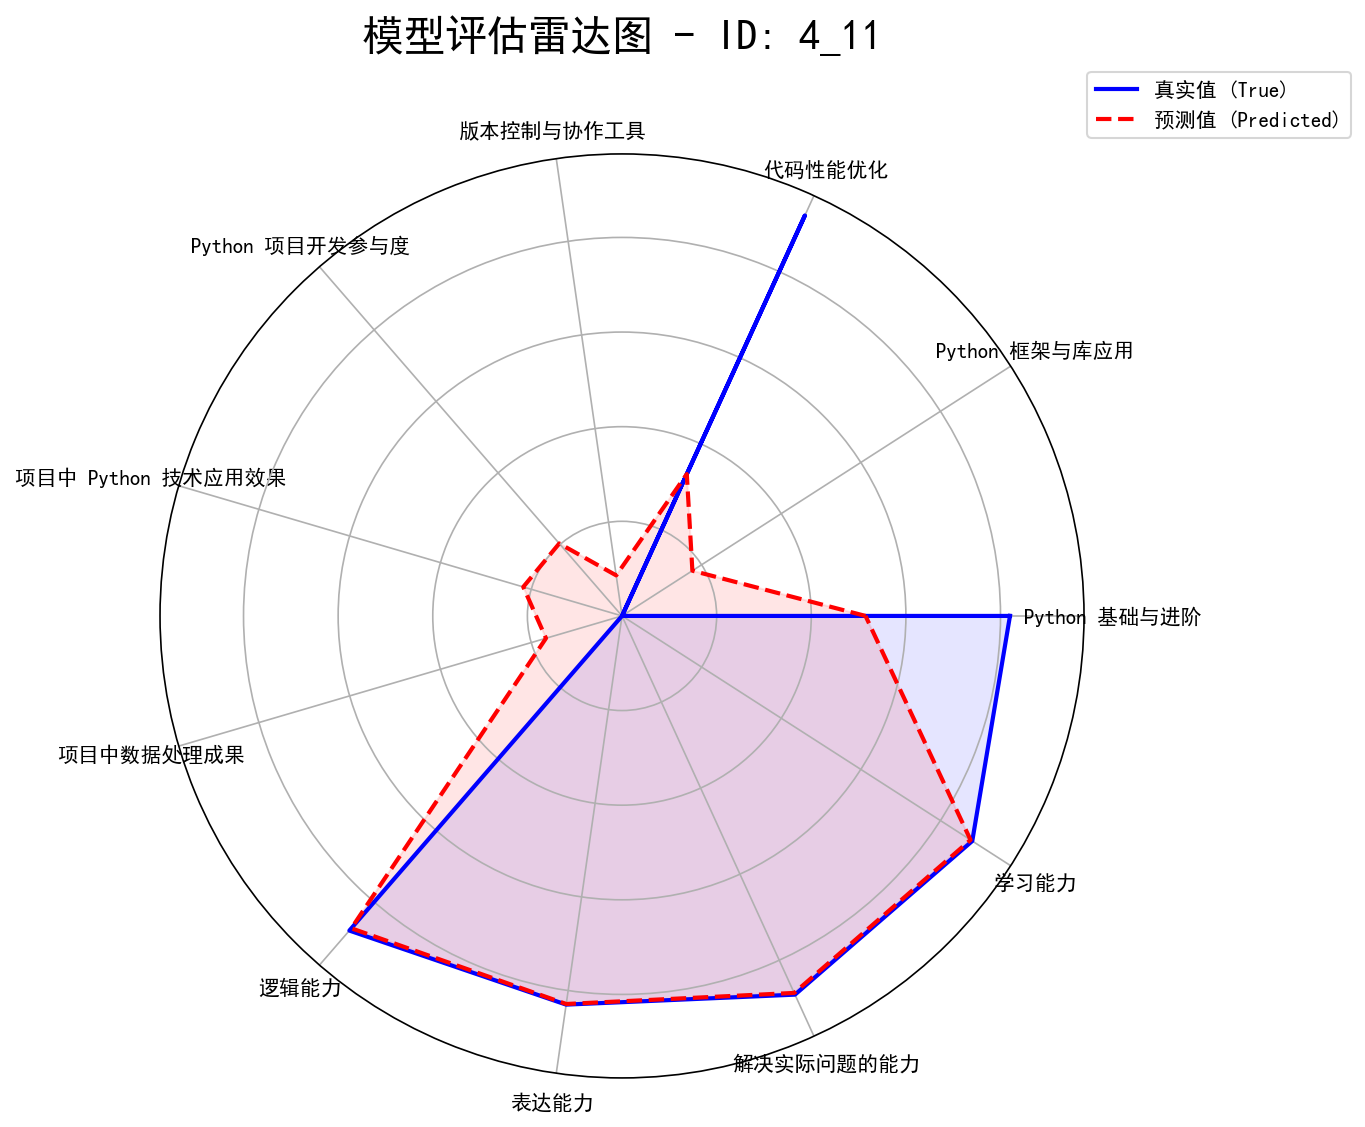 模型评估雷达图 - ID: 4_11
真实值 (True)
预测值 (Predicted)
版本控制与协作工具
代码性能优化
Python 项目开发参与度
Python 框架与库应用
项目中 Python 技术应用效果
Python 基础与进阶
项目中数据处理成果
学习能力
逻辑能力
解决实际问题的能力
表达能力